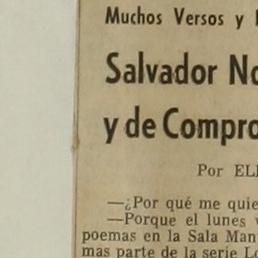 Muchos Versos y
Salvador No
y de Compro
Por EL
—¿Por qué me quie
—Porque el lunes v
poemas en la Sala Man
mas parte de la serie Lo